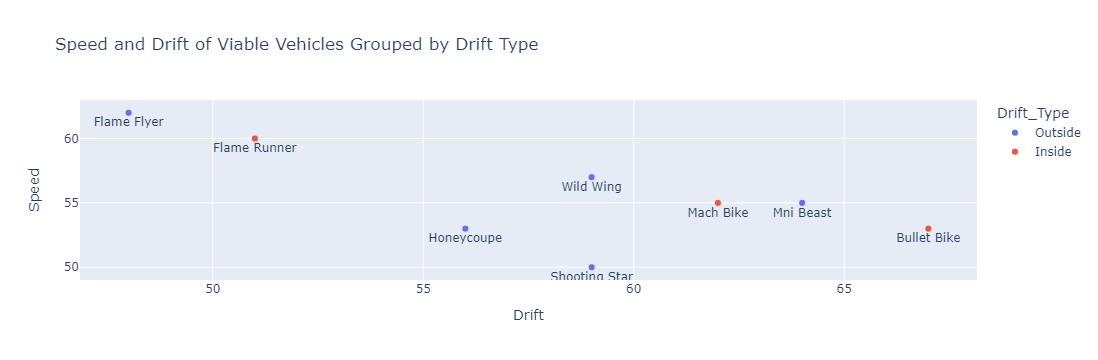 Speed and Drift of Viable Vehicles Grouped by Drift Type
Drift_Type
Outside
Inside
Flame Flyer
60
Flame Runner
Speed
Wild Wing
55
Mach Bike
Mni Beast
Honeycoupe
Bullet Bike
50
Shooting Star
50
55
60
65
Drift